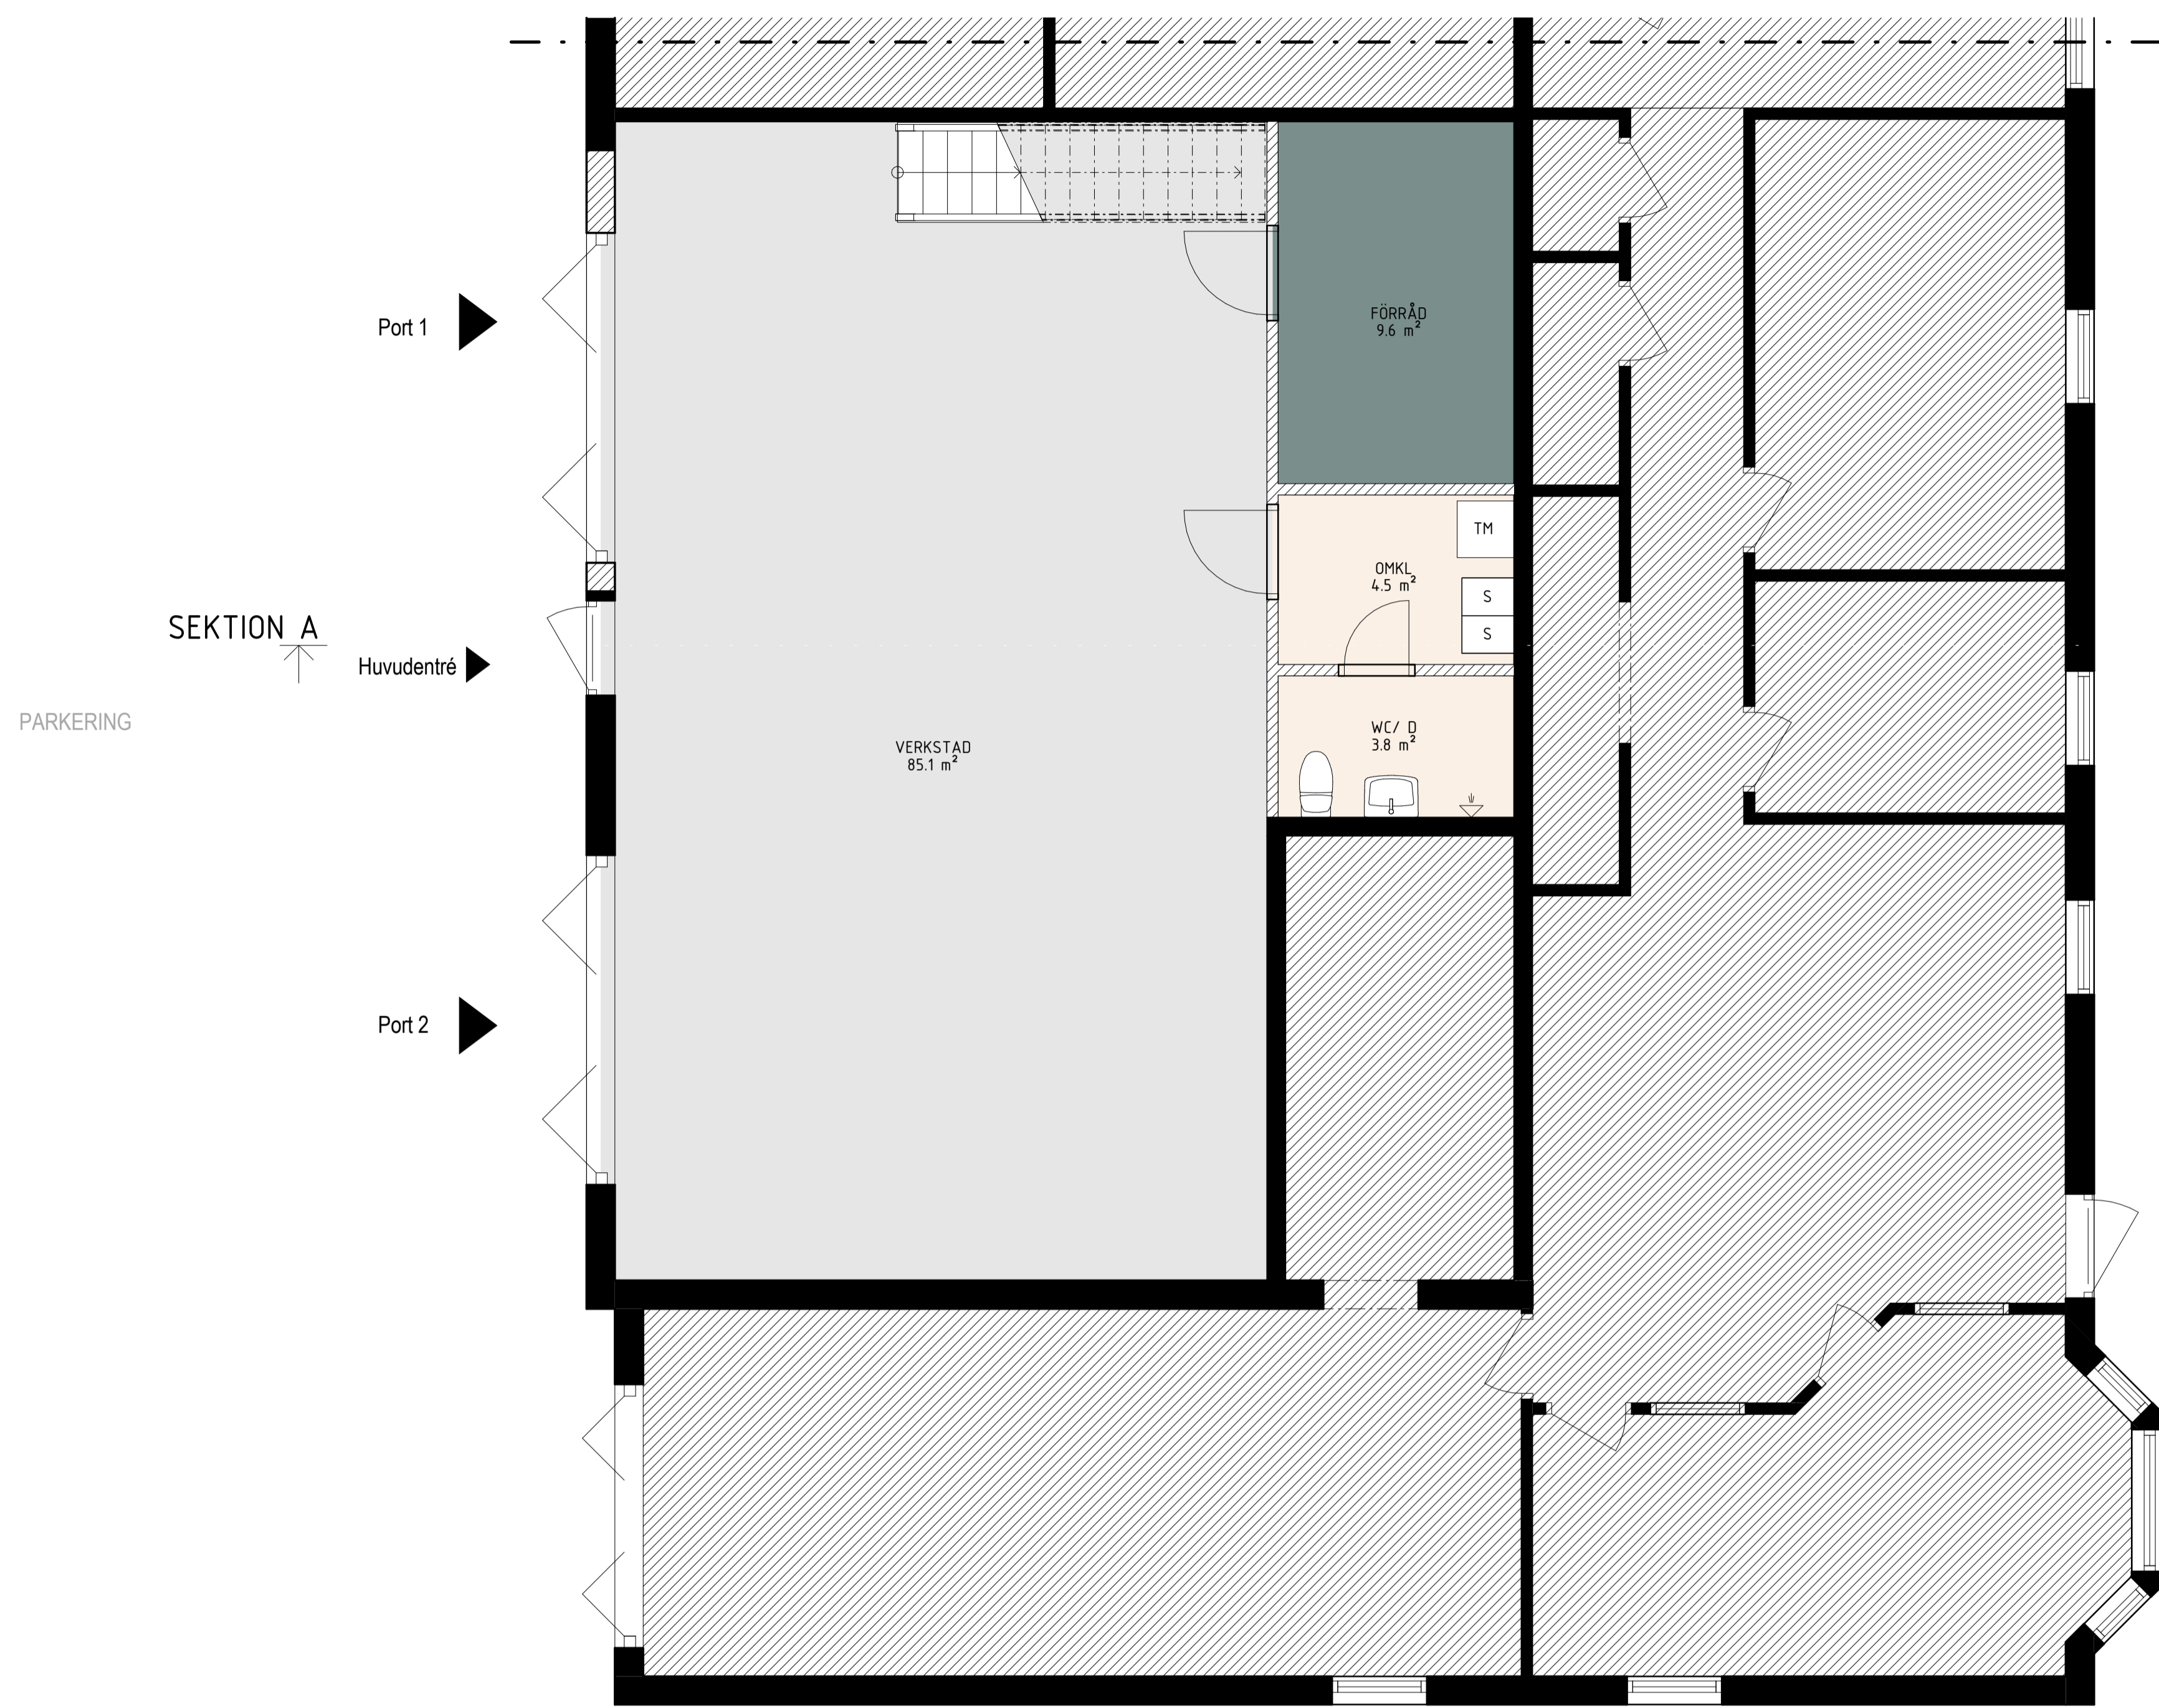 Port 1
FÖRRÅD
9.6 m²
TM
OMKL
4.5 m²
S
S
SEKTION A
Huvudentré
PARKERING
WC/ D
3.8 m²
VERKSTAD
85.1 m²
Port 2